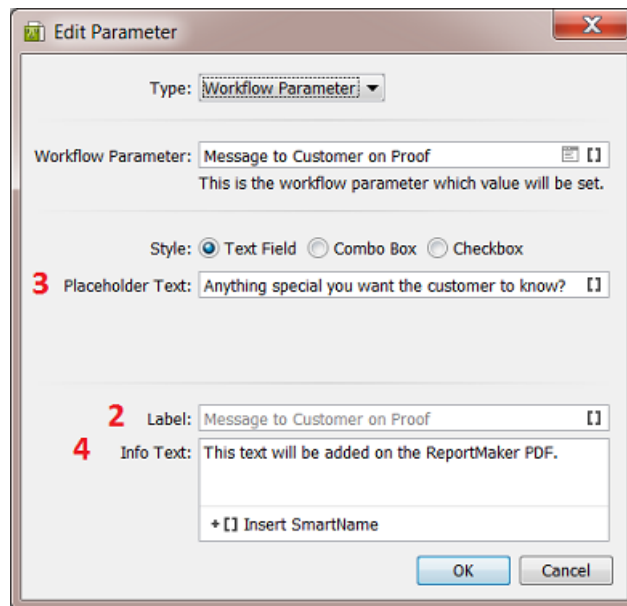 Edit Parameter
Type: Workflow Parameter
Workflow Parameter: Message to Customer on Proof []
This is the workflow parameter which value will be set.
Style: Text Field Combo Box Checkbox
3 Placeholder Text: Anything special you want the customer to know? []
2 Label: Message to Customer on Proof []
4 Info Text: This text will be added on the ReportMaker PDF.
+ [] Insert SmartName
OK Cancel